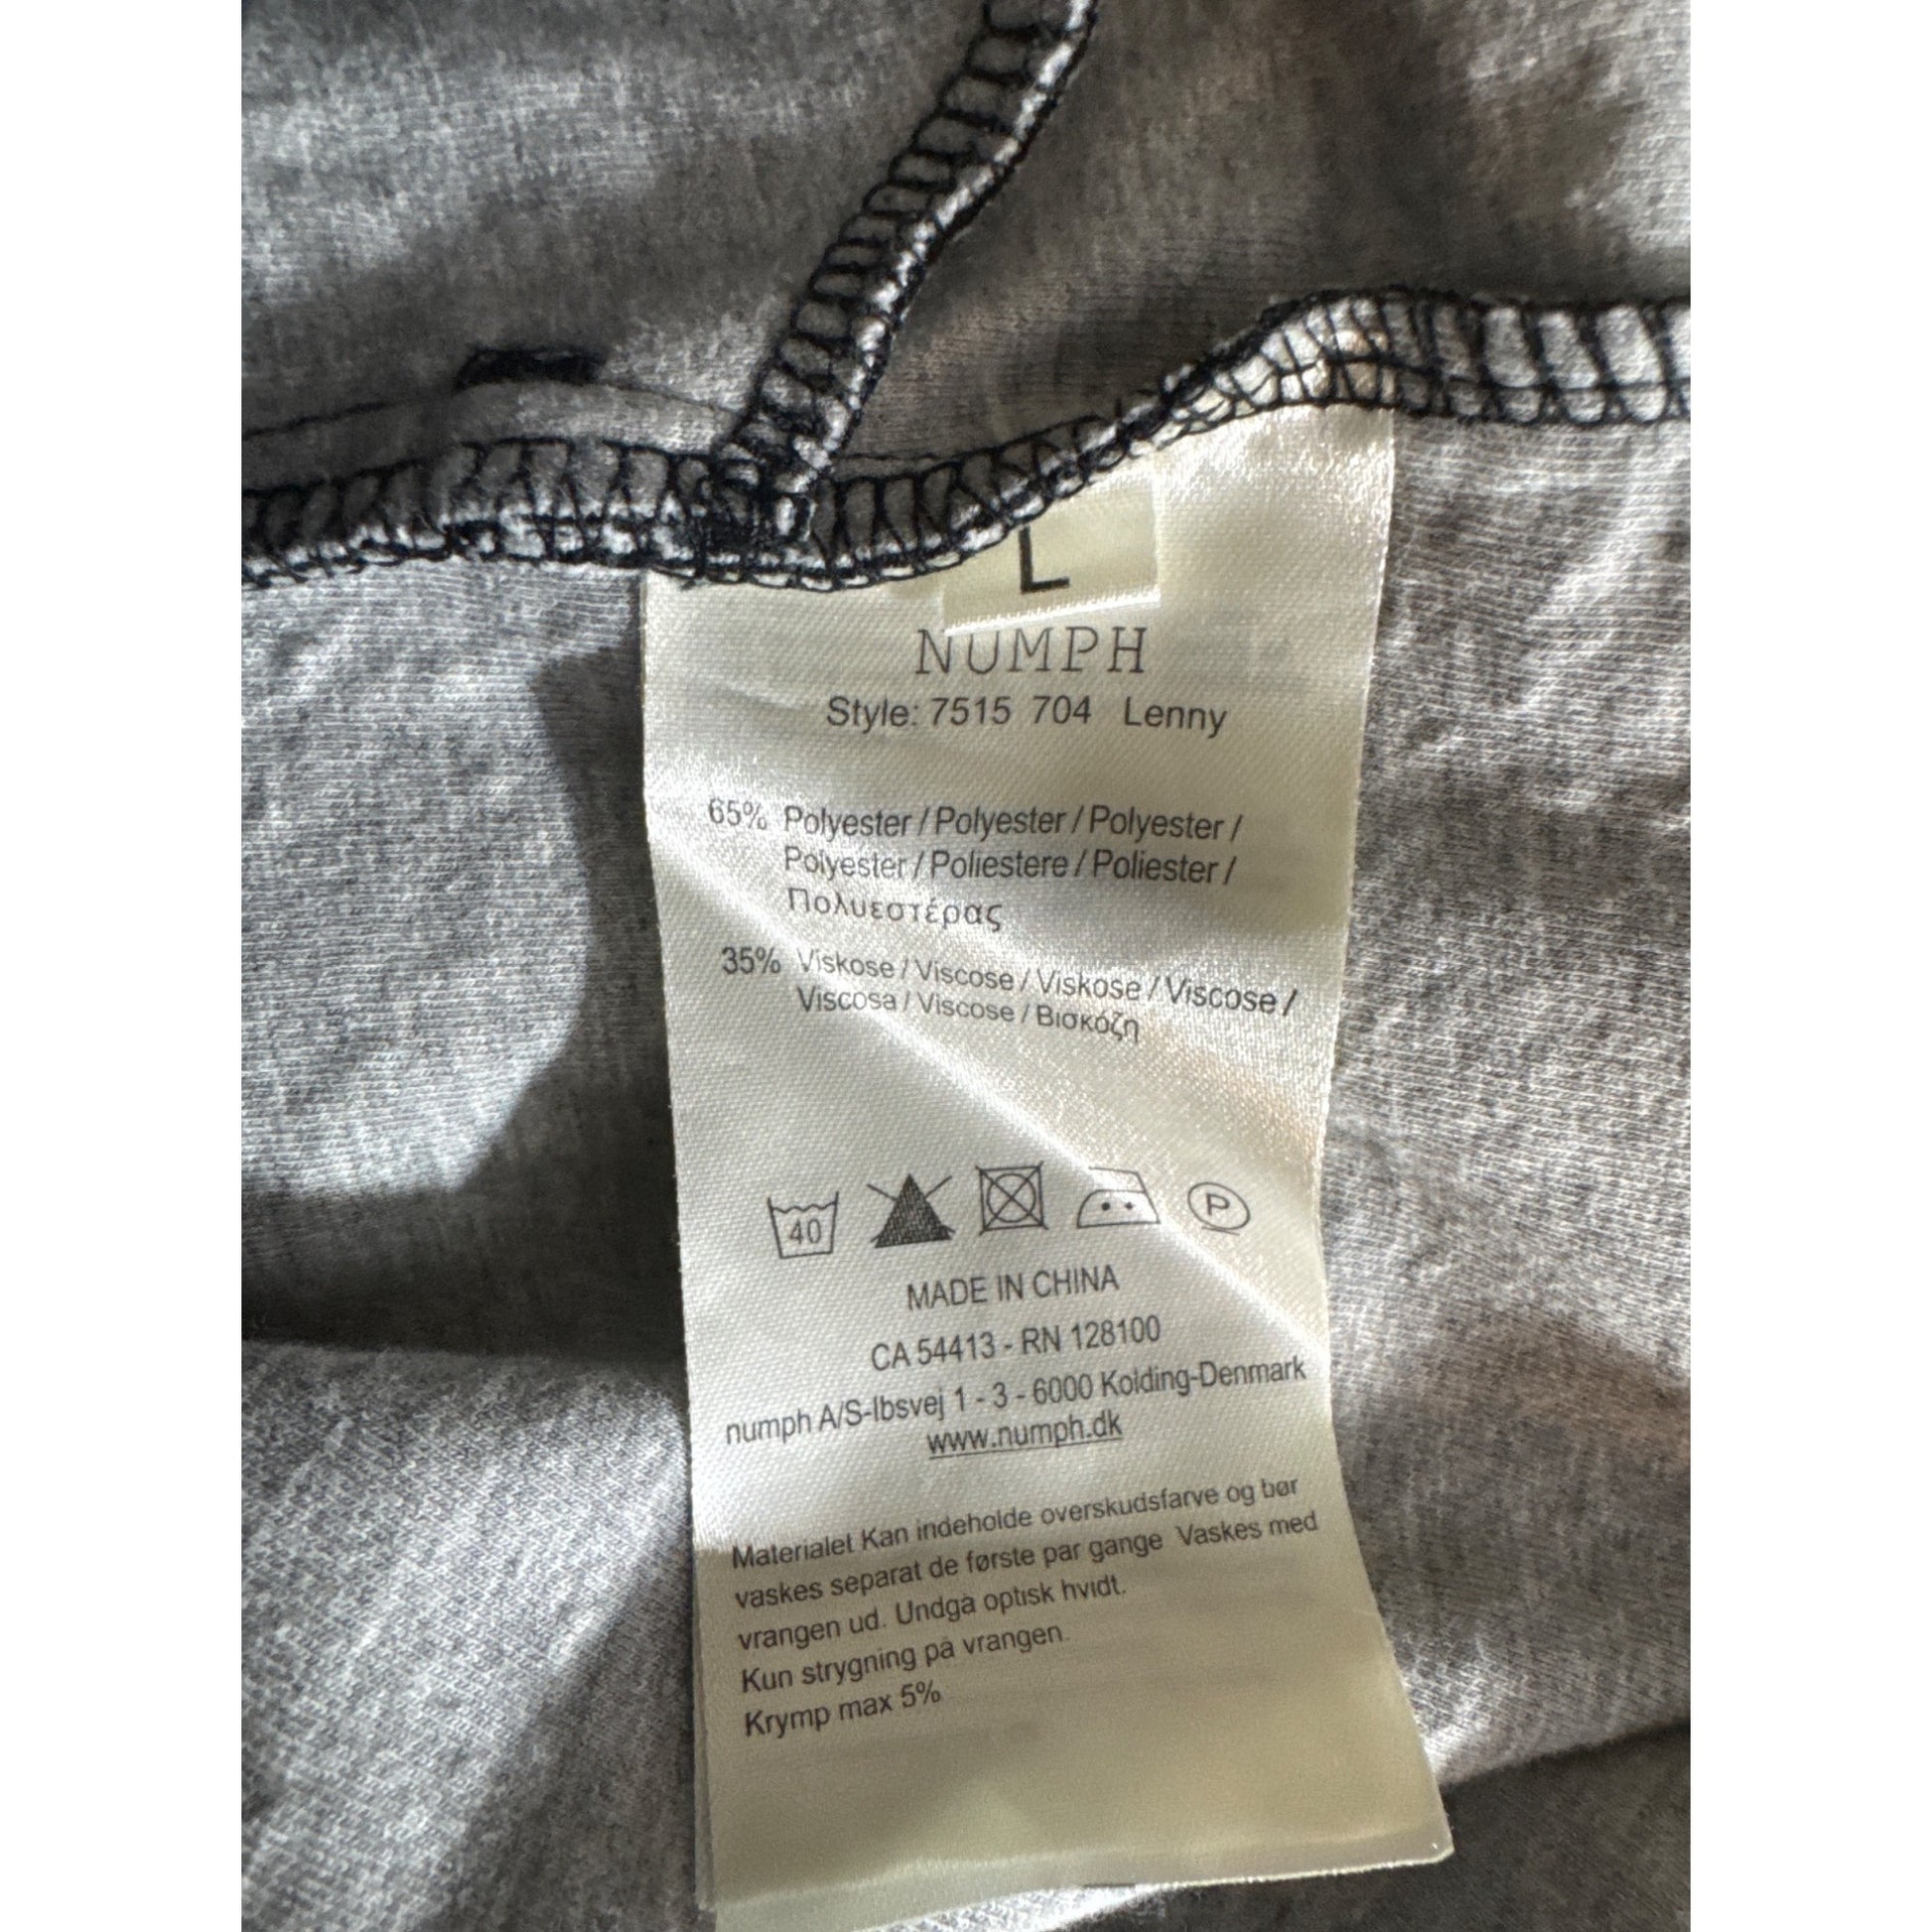 L
NUMPH
Style: 7515 704 Lenny
65% Polyester / Polyester / Polyester /
Polyester / Poliestere / Poliester /
Πολυεστέρας
35% Viskose / Viscose / Viskose / Viscose /
Viscosa / Viscose / Βισκόζη
40
P
MADE IN CHINA
CA 54413 - RN 128100
numph A/S-Ibsvej 1 - 3 - 6000 Kolding-Denmark
www.numph.dk
Materialet Kan indeholde overskudsfarve og bør
vaskes separat de første par gange Vaskes med
vrangen ud. Undgå optisk hvidt.
Kun strygning på vrangen.
Krymp max 5%